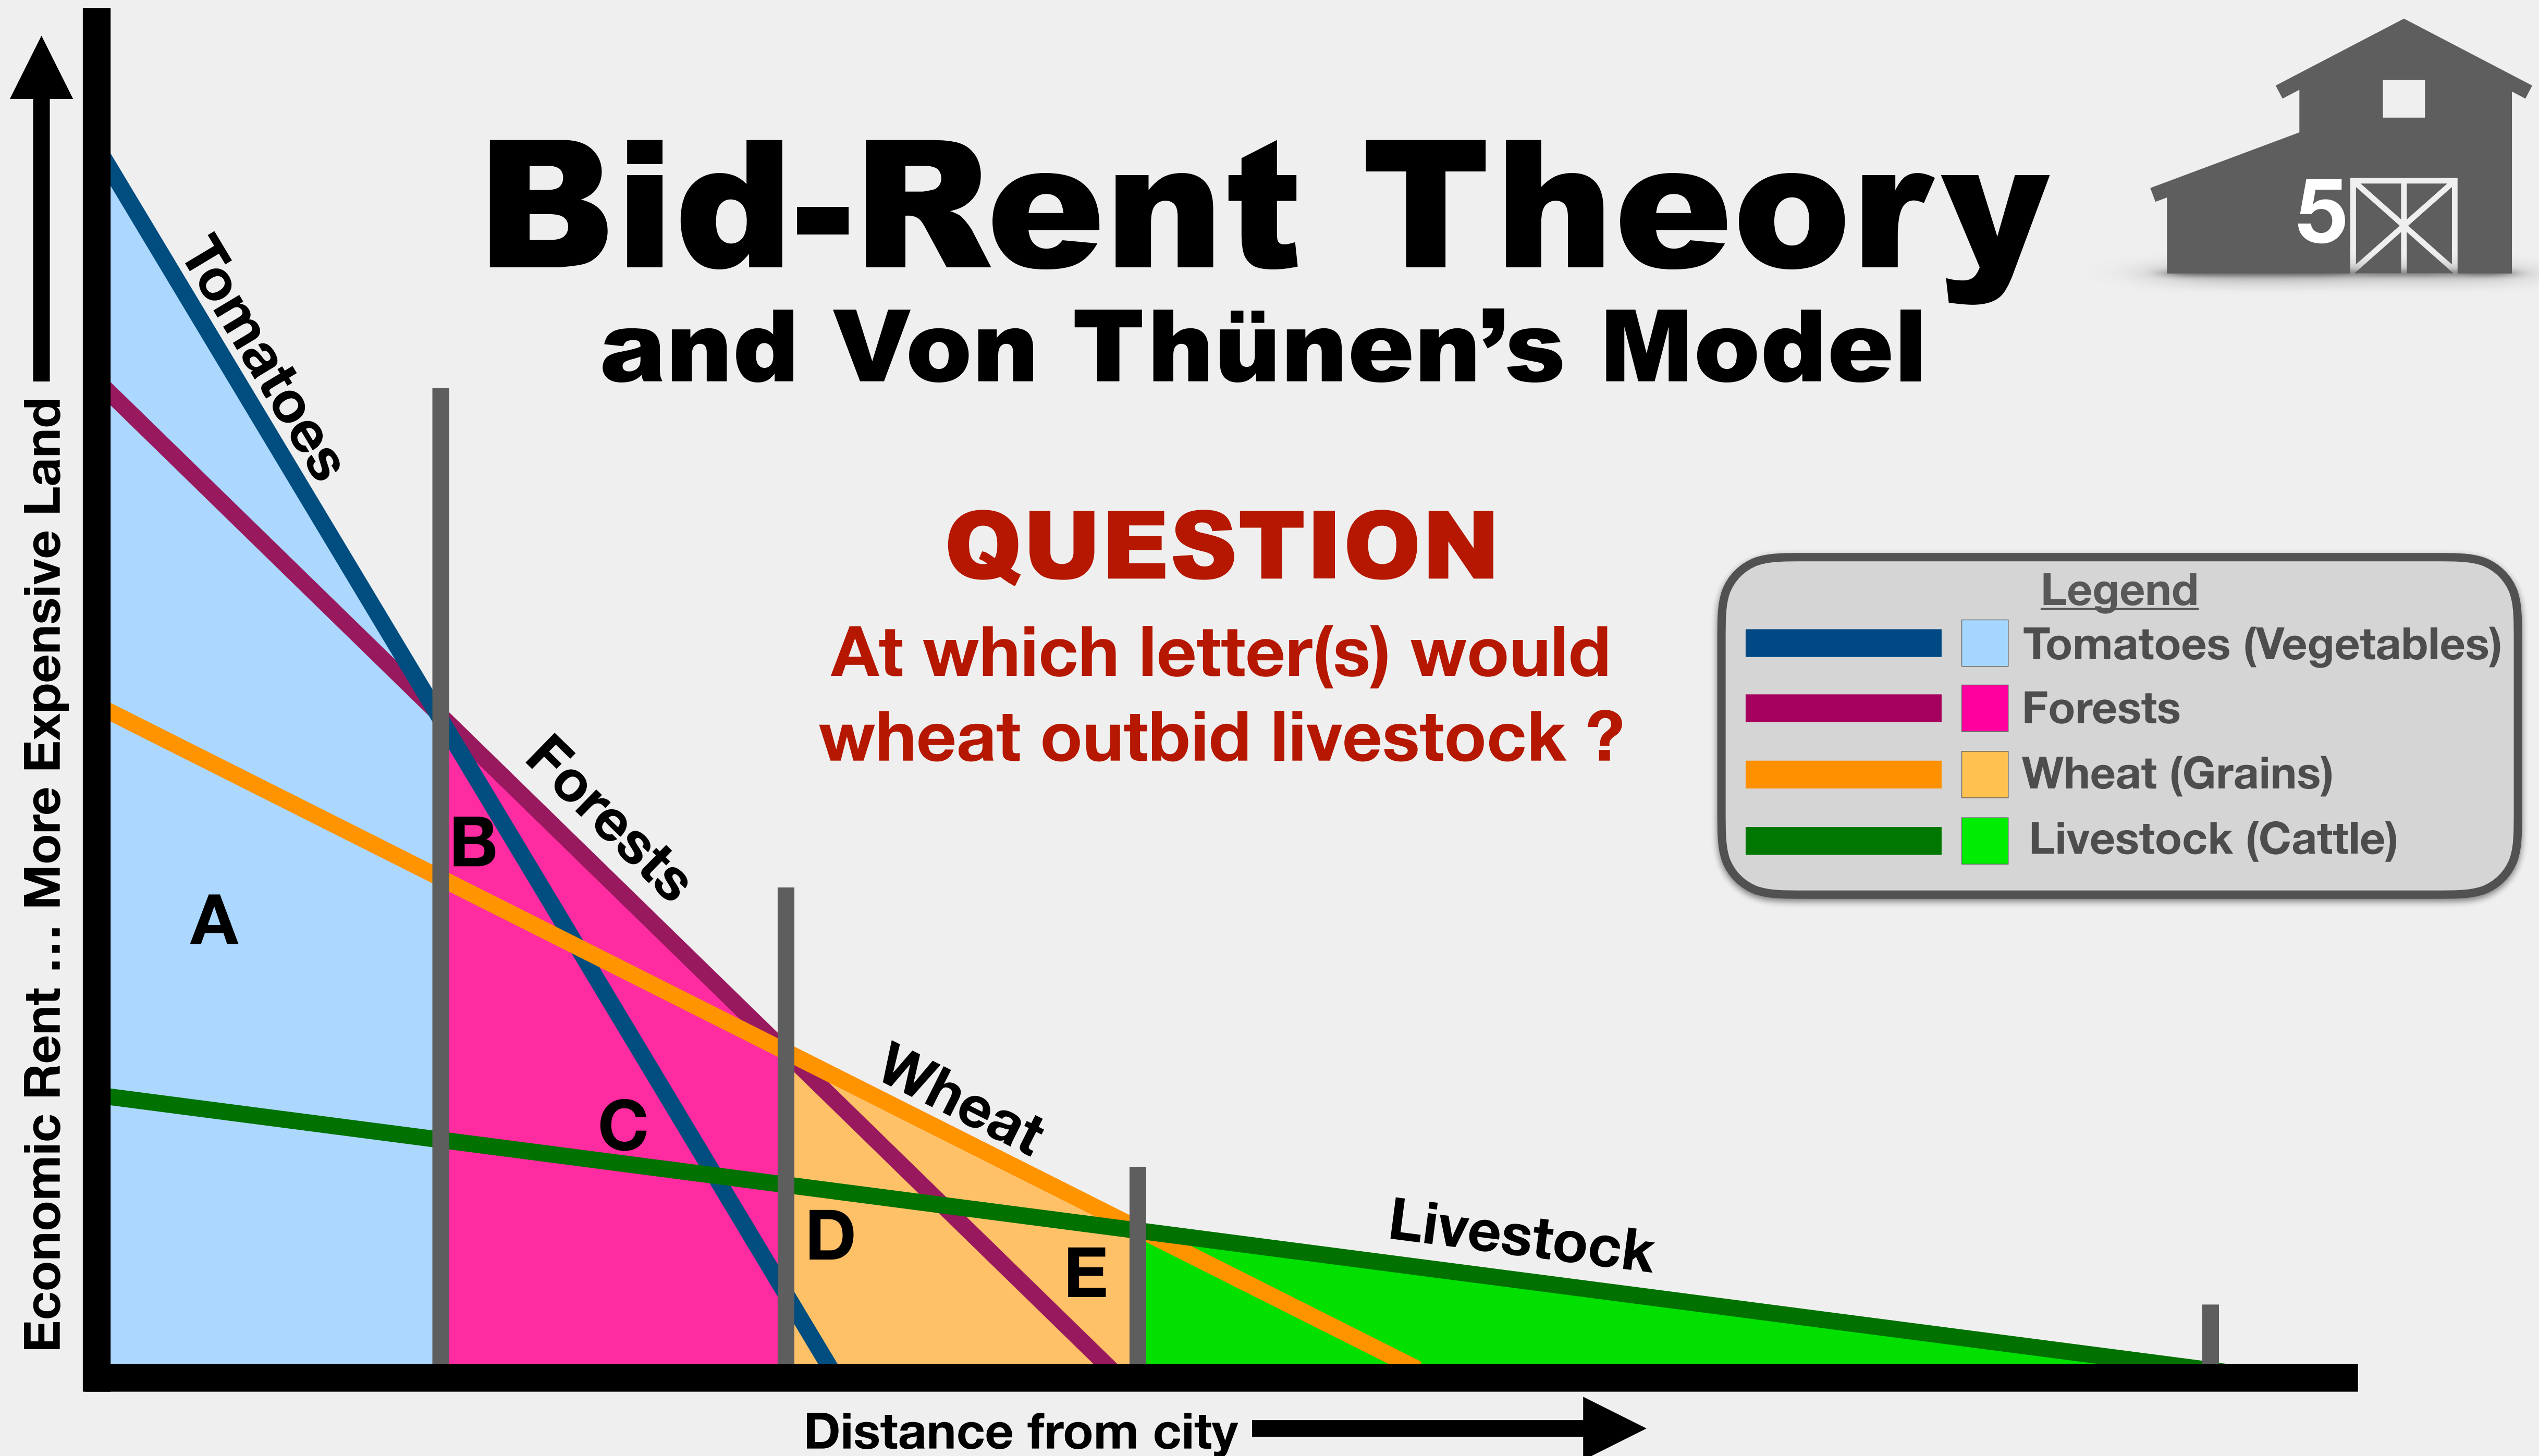 Bid-Rent Theory
and Von Thünen’s Model
5
QUESTION
At which letter(s) would
wheat outbid livestock ?
Legend
Tomatoes (Vegetables)
Forests
Wheat (Grains)
Livestock (Cattle)
Economic Rent ... More Expensive Land
Tomatoes
Forests
Wheat
Livestock
A
B
C
D
E
Distance from city